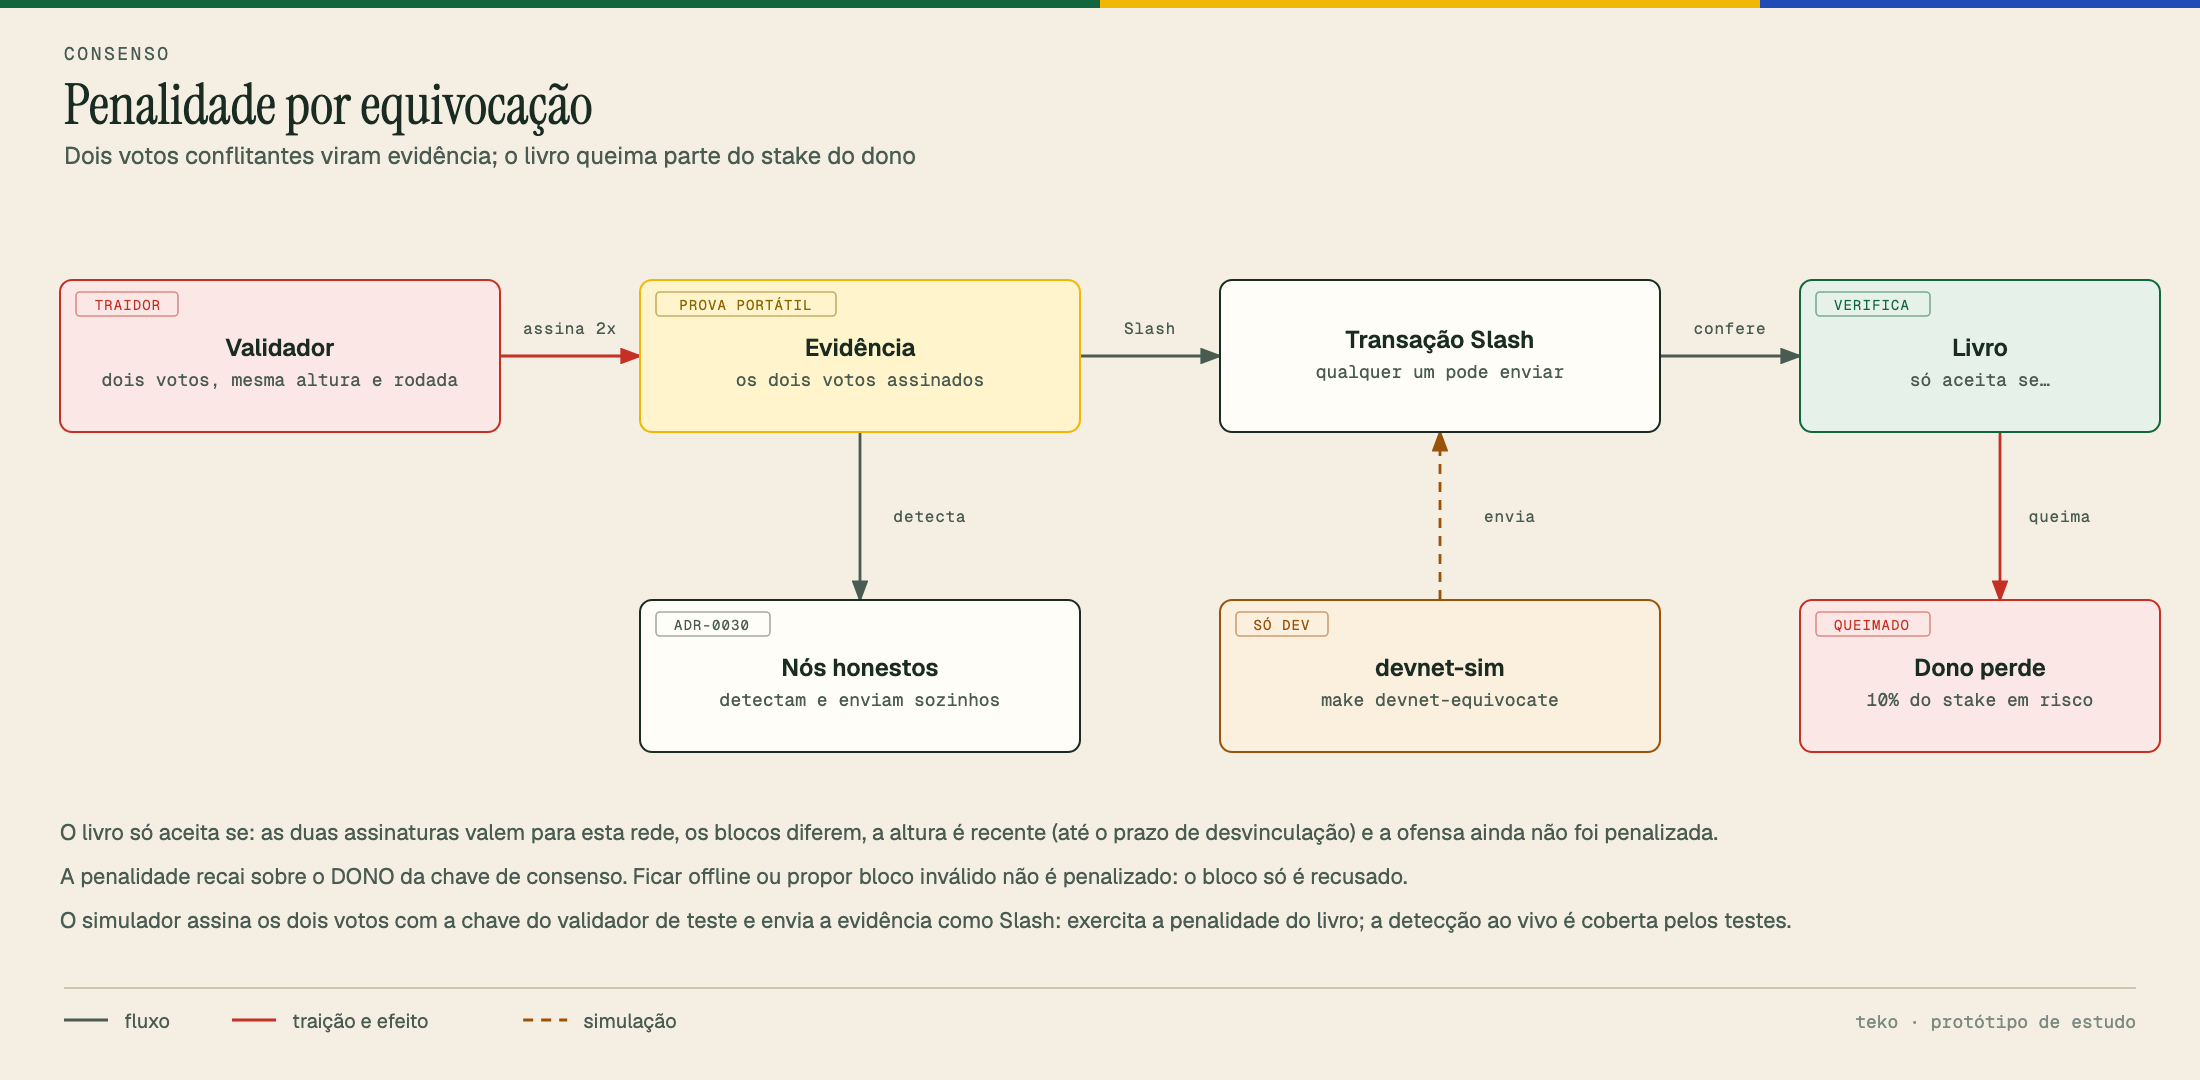 CONSENSO
Penalidade por equivocação
Dois votos conflitantes viram evidência; o livro queima parte do stake do dono
TRAIDOR
Validador
dois votos, mesma altura e rodada
assina 2x
PROVA PORTÁTIL
Evidência
os dois votos assinados
Slash
Transação Slash
qualquer um pode enviar
confere
VERIFICA
Livro
só aceita se…
detecta
envia
queima
ADR-0030
Nós honestos
detectam e enviam sozinhos
SÓ DEV
devnet-sim
make devnet-equivocate
QUEIMADO
Dono perde
10% do stake em risco
O livro só aceita se: as duas assinaturas valem para esta rede, os blocos diferem, a altura é recente (até o prazo de desvinculação) e a ofensa ainda não foi penalizada.
A penalidade recai sobre o DONO da chave de consenso. Ficar offline ou propor bloco inválido não é penalizado: o bloco só é recusado.
O simulador assina os dois votos com a chave do validador de teste e envia a evidência como Slash: exercita a penalidade do livro; a detecção ao vivo é coberta pelos testes.
fluxo
traição e efeito
simulação
teko · protótipo de estudo